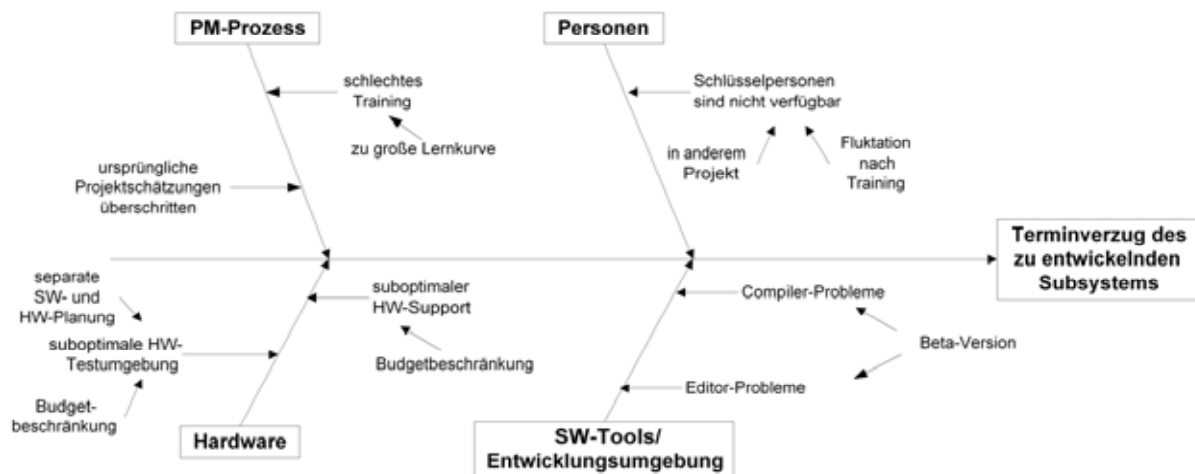 PM-Prozess
Personen
schlechtes
Training
zu große Lernkurve
ursprüngliche
Projektschätzungen
überschritten
Schlüsselpersonen
sind nicht verfügbar
in anderem
Projekt
Fluktation
nach
Training
Terminverzug des
zu entwickelnden
Subsystems
separate
SW- und
HW-Planung
suboptimale HW-
Testumgebung
Budget-
beschränkung
suboptimaler
HW-Support
Budgetbeschränkung
Compiler-Probleme
Beta-Version
Editor-Probleme
Hardware
SW-Tools/
Entwicklungsumgebung